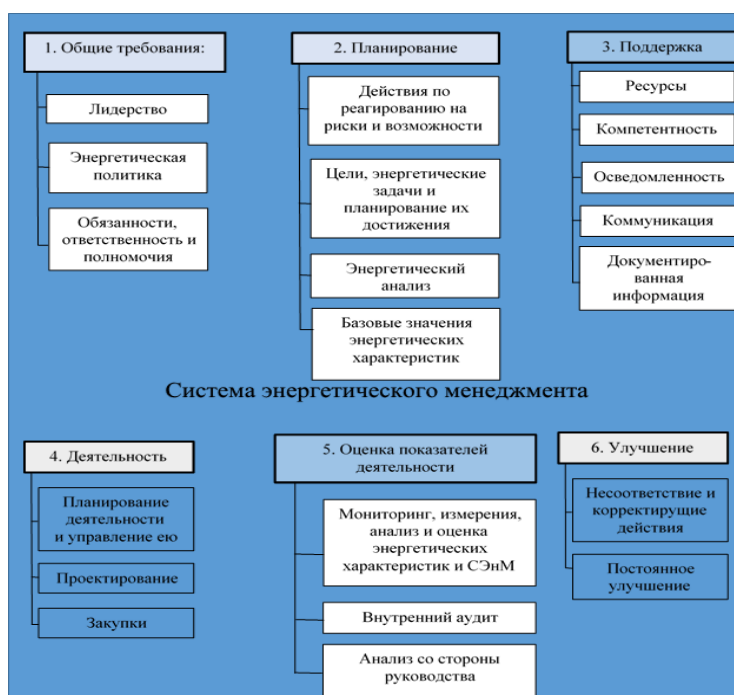 1. Общие требования:
Лидерство
Энергетическая
политика
Обязанности,
ответственность и
полномочия
2. Планирование
Действия по
реагированию на
риски и возможности
Цели, энергетические
задачи и
планирование их
достижения
Энергетический
анализ
Базовые значения
энергетических
характеристик
3. Поддержка
Ресурсы
Компетентность
Осведомленность
Коммуникация
Документиро-
ванная
информация
Система энергетического менеджмента
4. Деятельность
Планирование
деятельности
и управление ею
Проектирование
Закупки
5. Оценка показателей
деятельности
Мониторинг, измерения,
анализ и оценка
энергетических
характеристик и СЭнМ
Внутренний аудит
Анализ со стороны
руководства
6. Улучшение
Несоответствие и
корректирущие
действия
Постоянное
улучшение